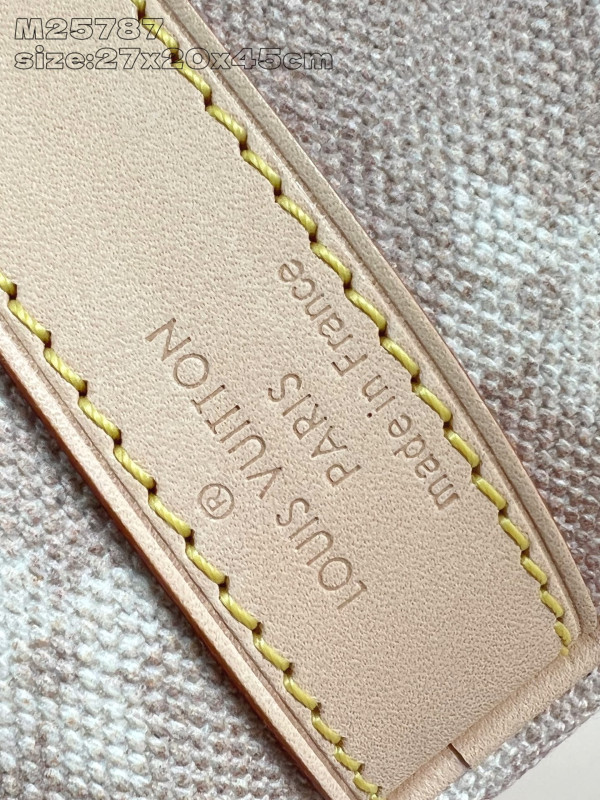 M25787
size:27x20x45cm
®
LOUIS VUITTON
PARIS
made in France